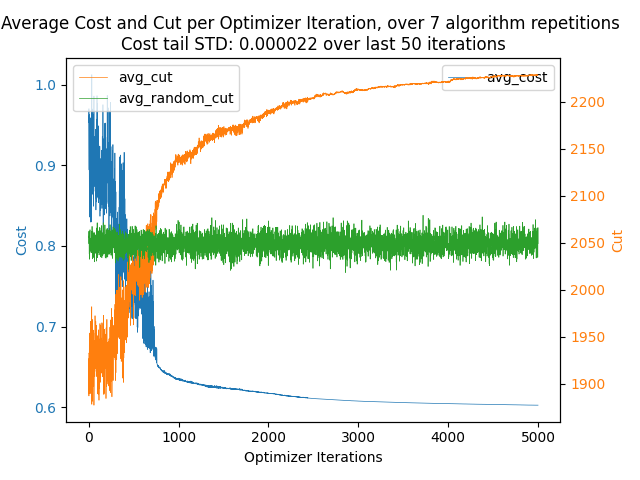 Average Cost and Cut per Optimizer Iteration, over 7 algorithm repetitions
Cost tail STD: 0.000022 over last 50 iterations
avg_cut
avg_random_cut
avg_cost
1.0
0.9
0.8
0.7
0.6
Cost
2200
2150
2100
2050
2000
1950
1900
Cut
0
1000
2000
3000
4000
5000
Optimizer Iterations